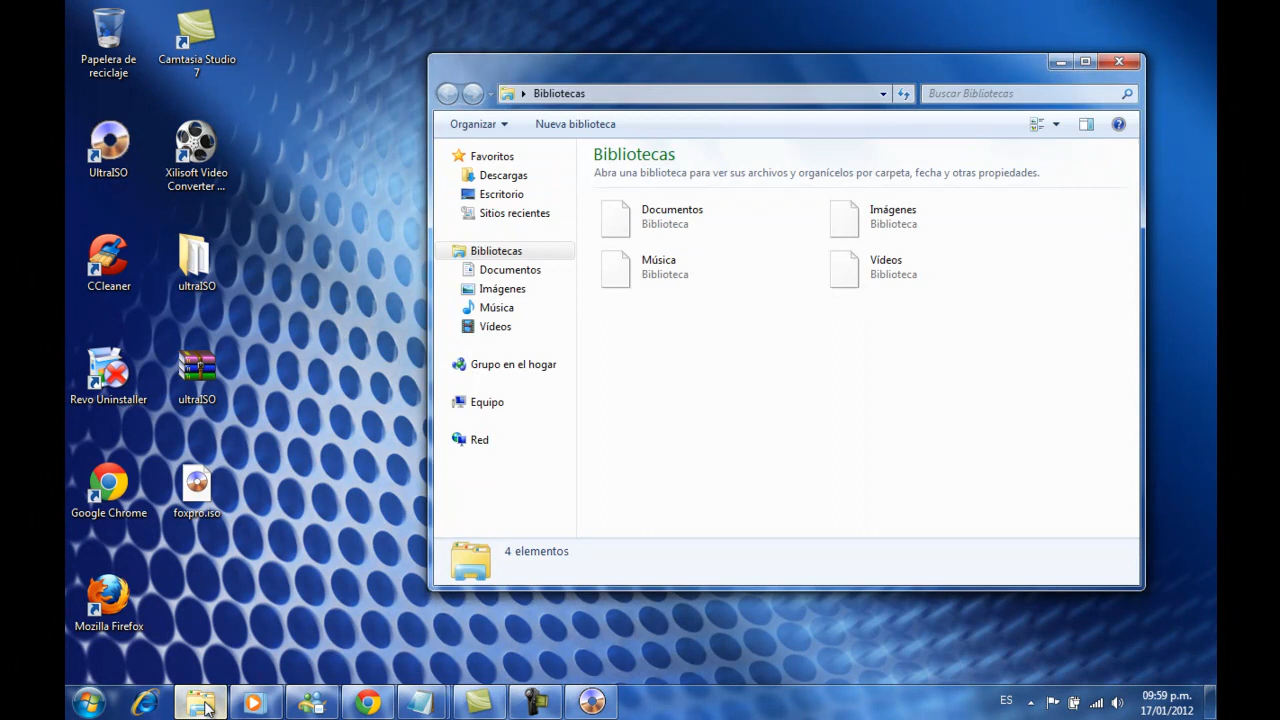 Papelera de
reciclaje
Camtasia Studio
7
UltraISO
Xilisoft Video
Converter ...
CCleaner
ultraISO
Revo Uninstaller
ultraISO
Google Chrome
foxpro.iso
Mozilla Firefox
Bibliotecas
Buscar Bibliotecas
Organizar
Nueva biblioteca
Favoritos
Descargas
Escritorio
Sitios recientes
Bibliotecas
Documentos
Imágenes
Música
Vídeos
Grupo en el hogar
Equipo
Red
Bibliotecas
Abra una biblioteca para ver sus archivos y organícelos por carpeta, fecha y otras propiedades.
Documentos
Biblioteca
Imágenes
Biblioteca
Música
Biblioteca
Vídeos
Biblioteca
4 elementos
ES
09:59 p.m.
17/01/2012